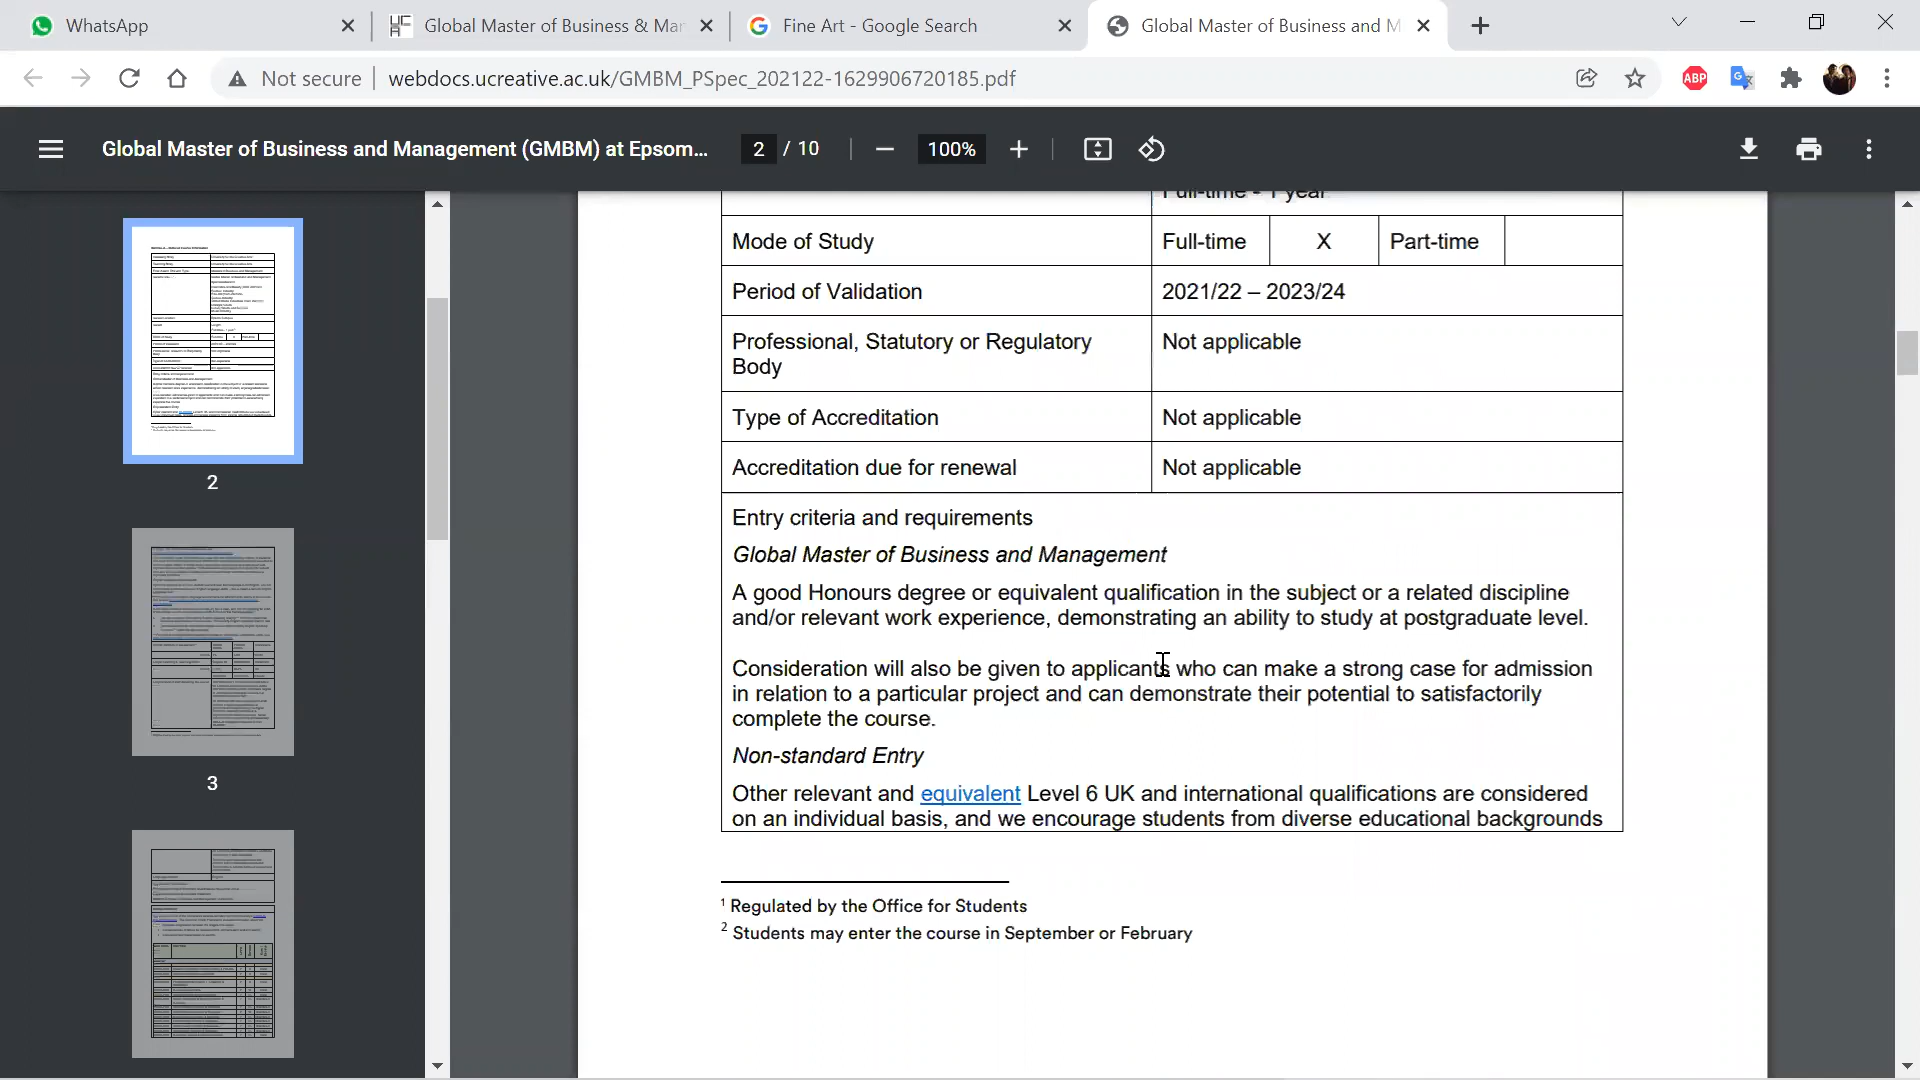 WhatsApp
Global Master of Business & Mar
Fine Art - Google Search
Global Master of Business and M
Not secure
webdocs.ucreative.ac.uk/GMBM_PSpec_202122-1629906720185.pdf
ABP
Global Master of Business and Management (GMBM) at Epsom...
2 / 10
100%
2
3
Full-time - 1 year
Mode of Study Full-time X Part-time
Period of Validation 2021/22 – 2023/24
Professional, Statutory or Regulatory Not applicable
Body
Type of Accreditation Not applicable
Accreditation due for renewal Not applicable
Entry criteria and requirements
Global Master of Business and Management
A good Honours degree or equivalent qualification in the subject or a related discipline
and/or relevant work experience, demonstrating an ability to study at postgraduate level.
Consideration will also be given to applicants who can make a strong case for admission
in relation to a particular project and can demonstrate their potential to satisfactorily
complete the course.
Non-standard Entry
Other relevant and equivalent Level 6 UK and international qualifications are considered
on an individual basis, and we encourage students from diverse educational backgrounds
1 Regulated by the Office for Students
2 Students may enter the course in September or February